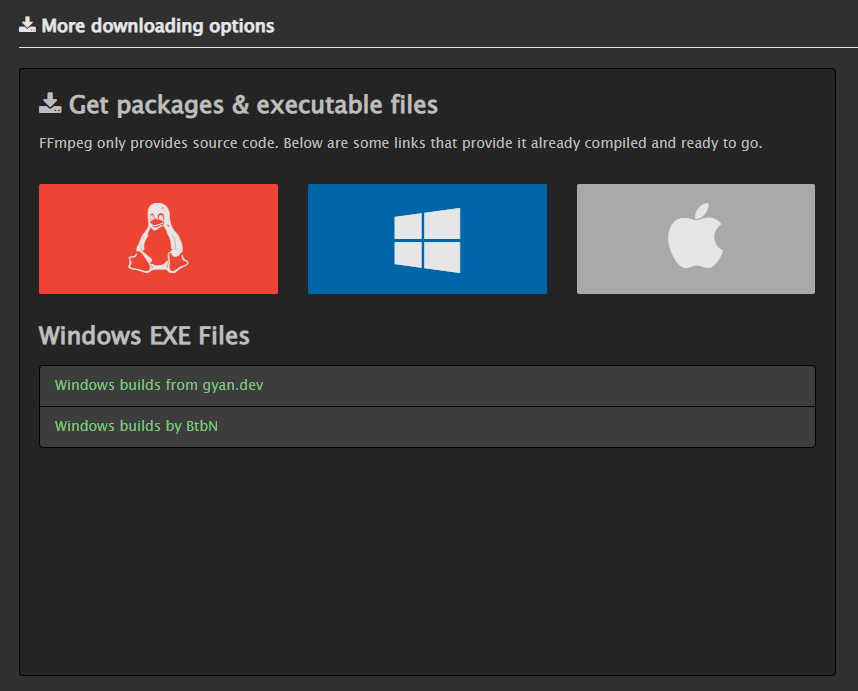 More downloading options
Get packages & executable files
FFmpeg only provides source code. Below are some links that provide it already compiled and ready to go.
Windows EXE Files
Windows builds from gyan.dev
Windows builds by BtbN